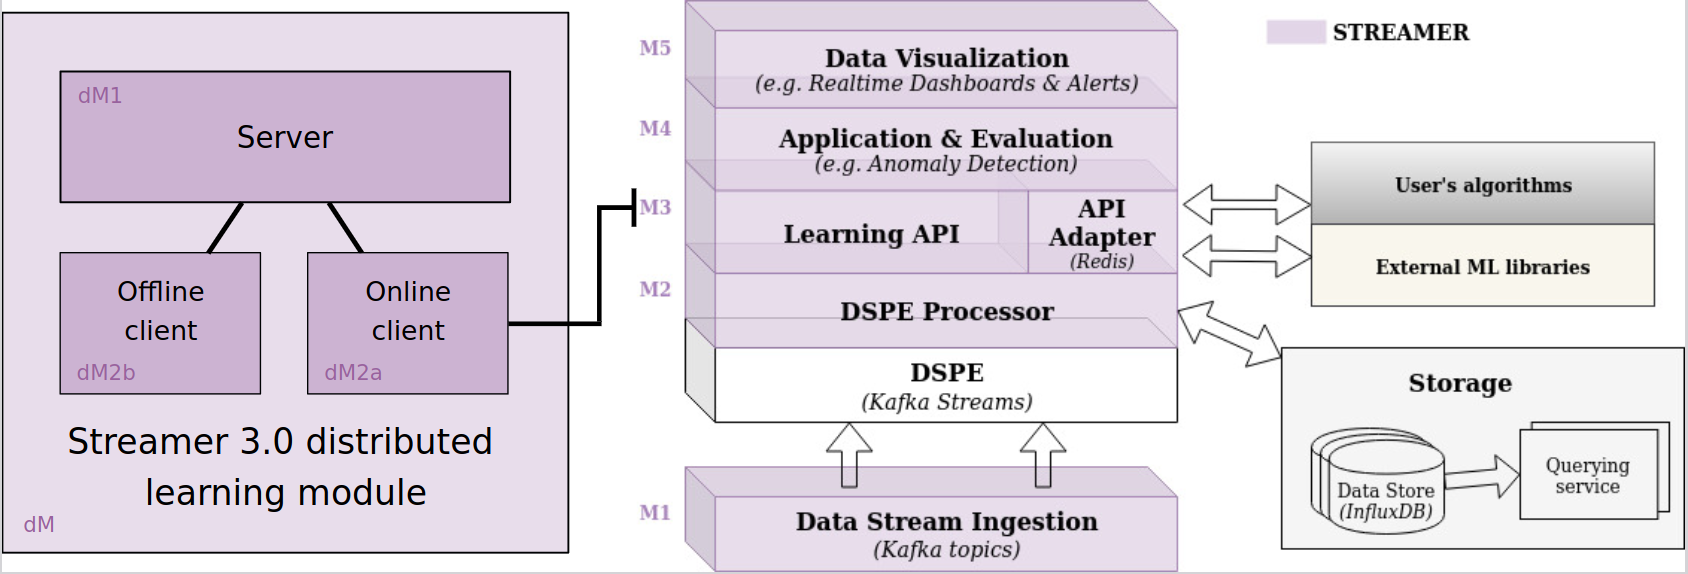 dM1
Server
Offline
client
dM2b
Online
client
dM2a
Streamer 3.0 distributed
learning module
dM
M5
Data Visualization
(e.g. Realtime Dashboards & Alerts)
M4
Application & Evaluation
(e.g. Anomaly Detection)
M3
Learning API
API
Adapter
(Redis)
M2
DSPE Processor
DSPE
(Kafka Streams)
M1
Data Stream Ingestion
(Kafka topics)
STREAMER
User's algorithms
External ML libraries
Storage
Data Store
(InfluxDB)
Querying
service